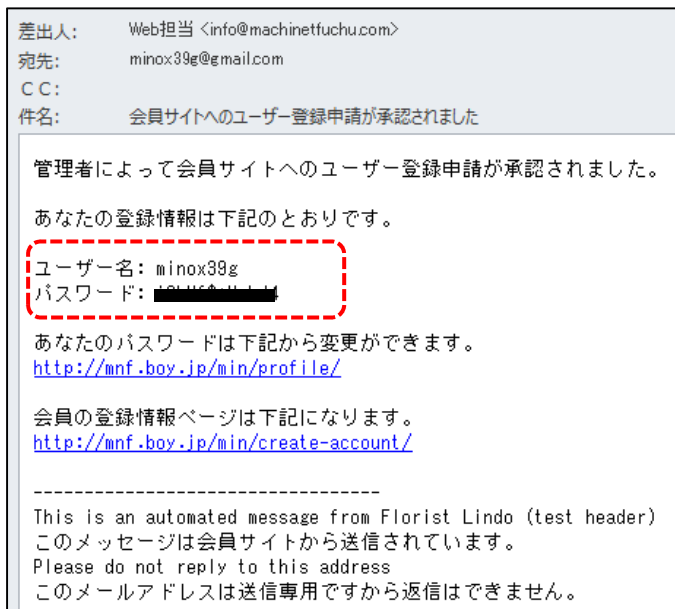 差出人: Web担当 <info@machinetfuchu.com>
宛先: minox39g@gmail.com
ＣＣ:
件名: 会員サイトへのユーザー登録申請が承認されました
管理者によって会員サイトへのユーザー登録申請が承認されました。
あなたの登録情報は下記のとおりです。
ユーザー名: minox39g
パスワード:
あなたのパスワードは下記から変更ができます。
http://mnf.boy.jp/min/profile/
会員の登録情報ページは下記になります。
http://mnf.boy.jp/min/create-account/
----------------------------------
This is an automated message from Florist Lindo (test header)
このメッセージは会員サイトから送信されています。
Please do not reply to this address
このメールアドレスは送信専用ですから返信はできません。